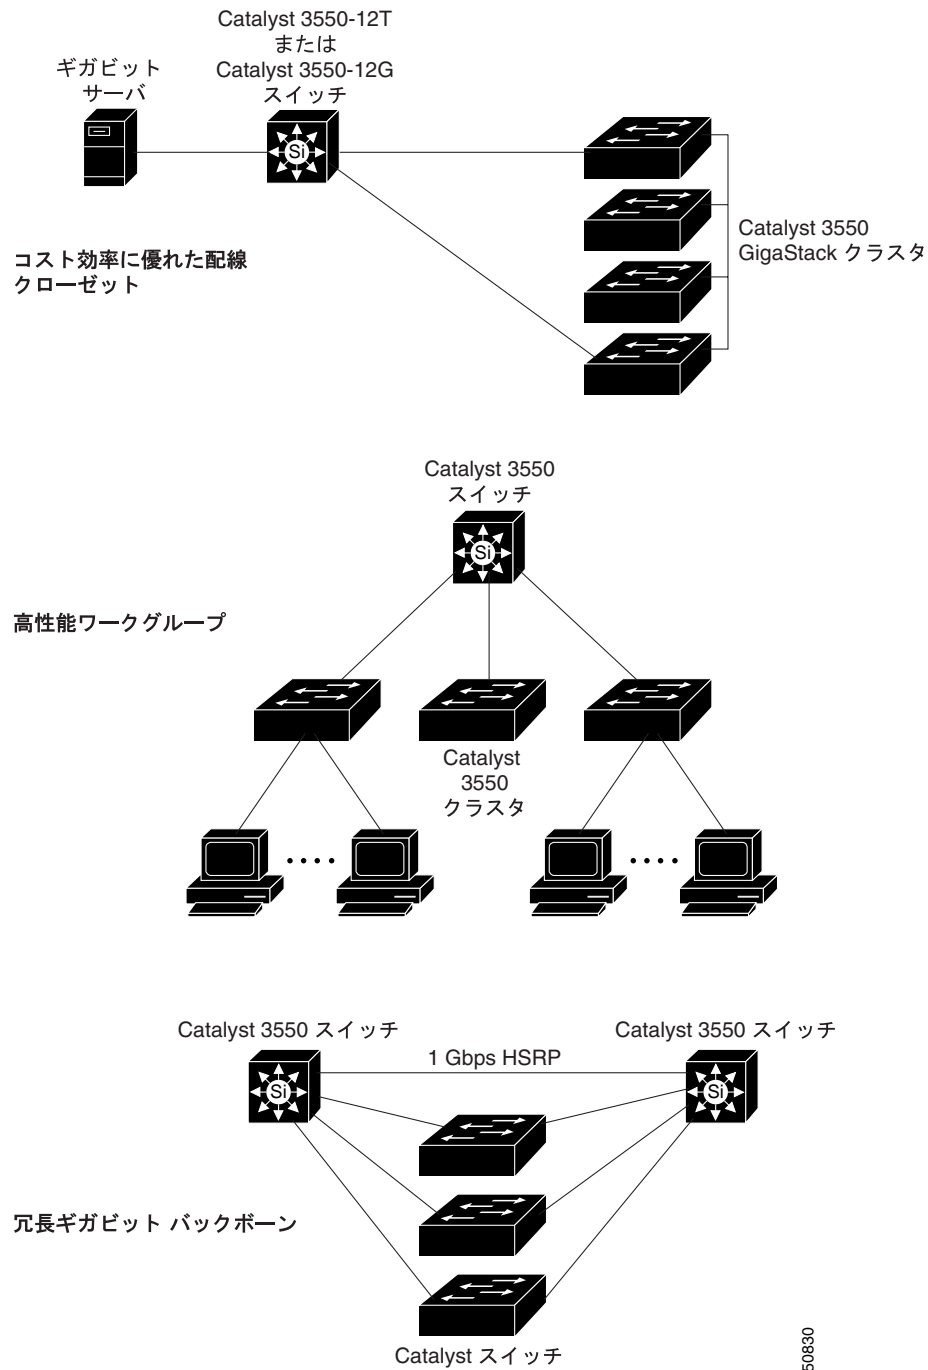 Catalyst 3550-12T
または
Catalyst 3550-12G
スイッチ
ギガビット
サーバ
Si
Catalyst 3550
GigaStack クラスタ
コスト効率に優れた配線
クローゼット
Catalyst 3550
スイッチ
Si
高性能ワークグループ
Catalyst
3550
クラスタ
Catalyst 3550 スイッチ
Catalyst 3550 スイッチ
1 Gbps HSRP
Si
Si
冗長ギガビット バックボーン
Catalyst スイッチ
50830